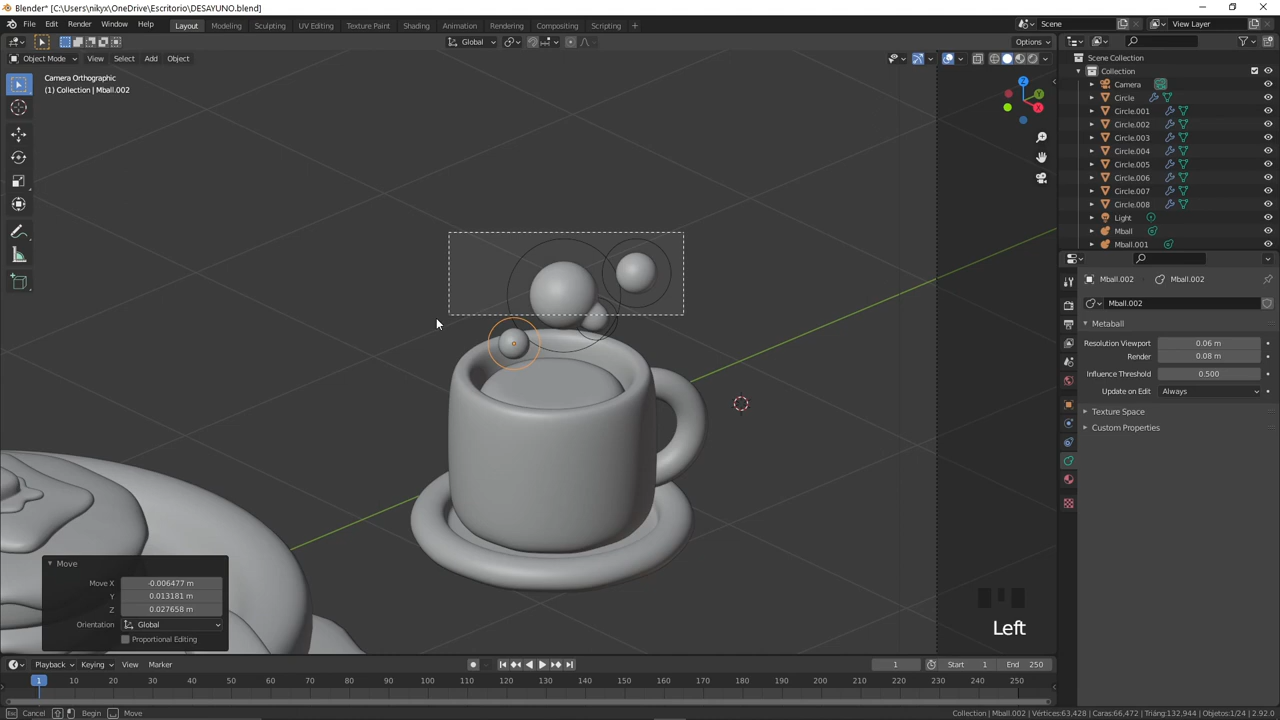 Blender* [C:\Users\nikyx\OneDrive\Escritorio\DESAYUNO.blend]
File Edit Render Window Help Layout Modeling Sculpting UV Editing Texture Paint Shading Animation Rendering Compositing Scripting Scene View Layer
Global Options
Object Mode View Select Add Object
Camera Orthographic
(1) Collection | Mball.002
Scene Collection
Collection
Camera
Circle
Circle.001
Circle.002
Circle.003
Circle.004
Circle.005
Circle.006
Circle.007
Circle.008
Light
Mball
Mball.001
Mball.002 Mball.002
Mball.002
Metaball
Resolution Viewport 0.06 m
Render 0.08 m
Influence Threshold 0.500
Update on Edit Always
Texture Space
Custom Properties
X
Y
Z
Move
Move X -0.006477 m
Y 0.013181 m
Z 0.027658 m
Orientation Global
Proportional Editing
Left
Playback Keying View Marker 1 Start 1 End 250
1 10 20 30 40 50 60 70 80 90 100 110 120 130 140 150 160 170 180 190 200 210 220 230 240 250
Cancel Begin Move Collection | Mball.002 | Vértices:63,428 | Caras:66,472 | Triáng:132,944 | Objetos:1/24 | 2.92.0